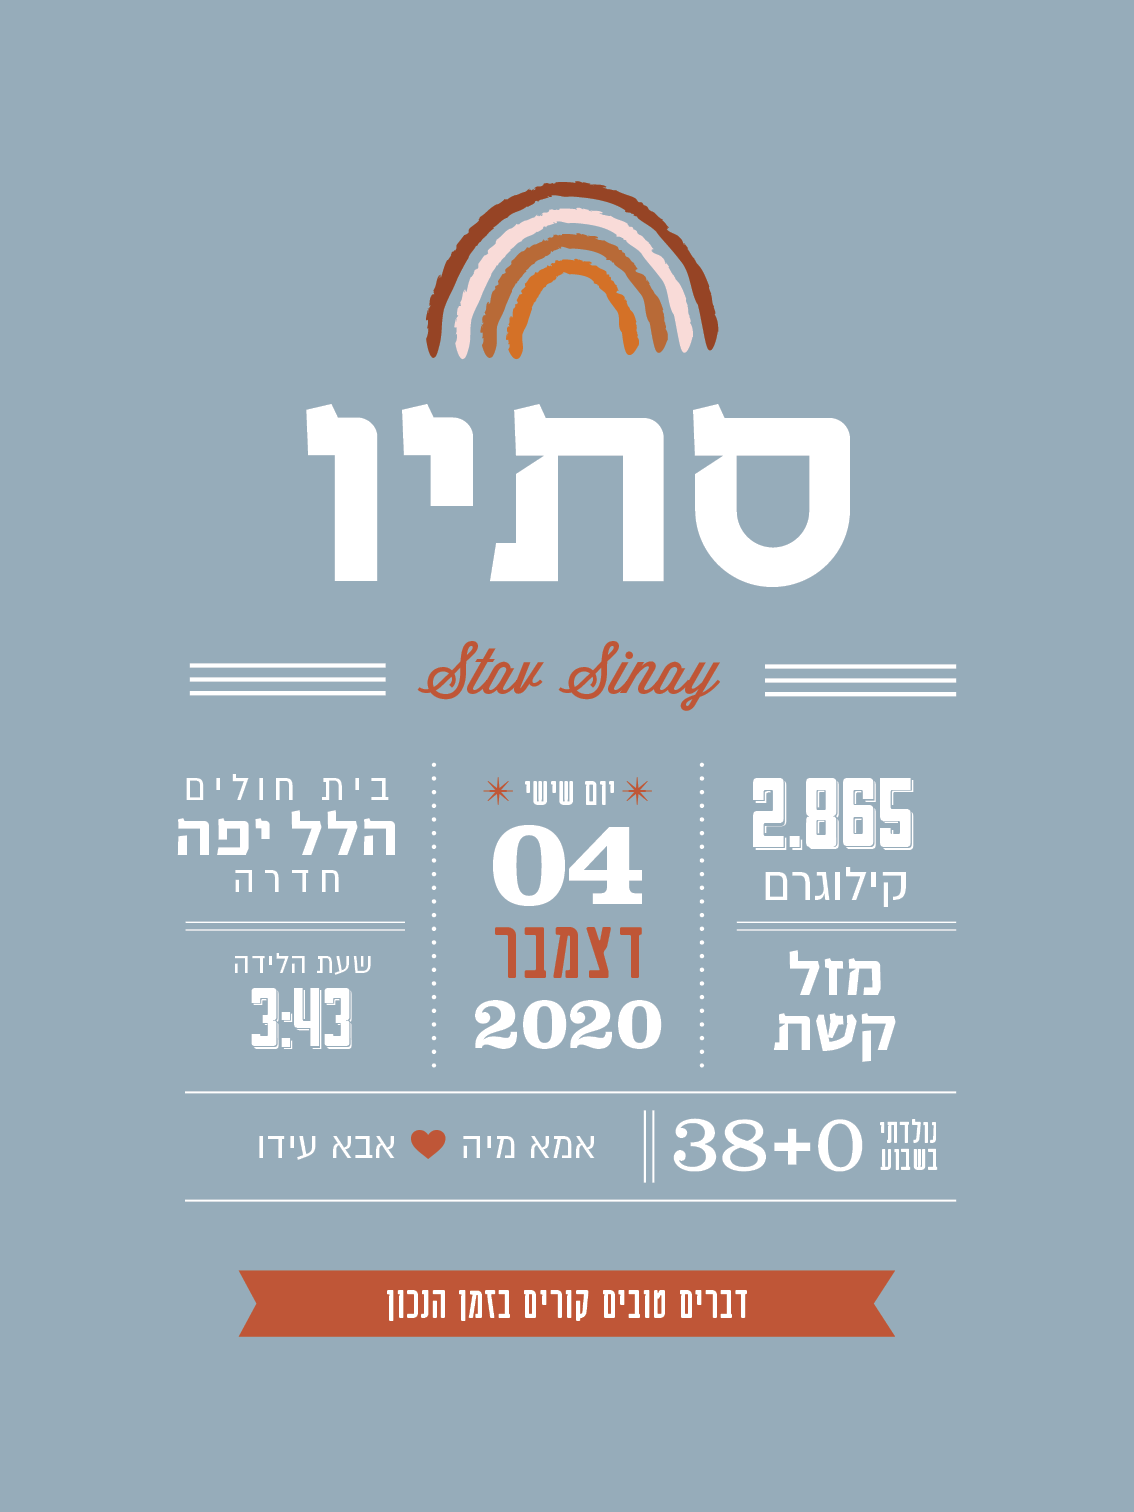 סתיו
Stav Sinay
2.865
קילוגרם
מזל
קשת
יום שישי
04
דצמבר
2020
בית חולים
הלל יפה
חדרה
שעת הלידה
3:43
נולדתי
בשבוע
38+0
אמא מיה ♥ אבא עידו
דברים טובים קורים בזמן הנכון